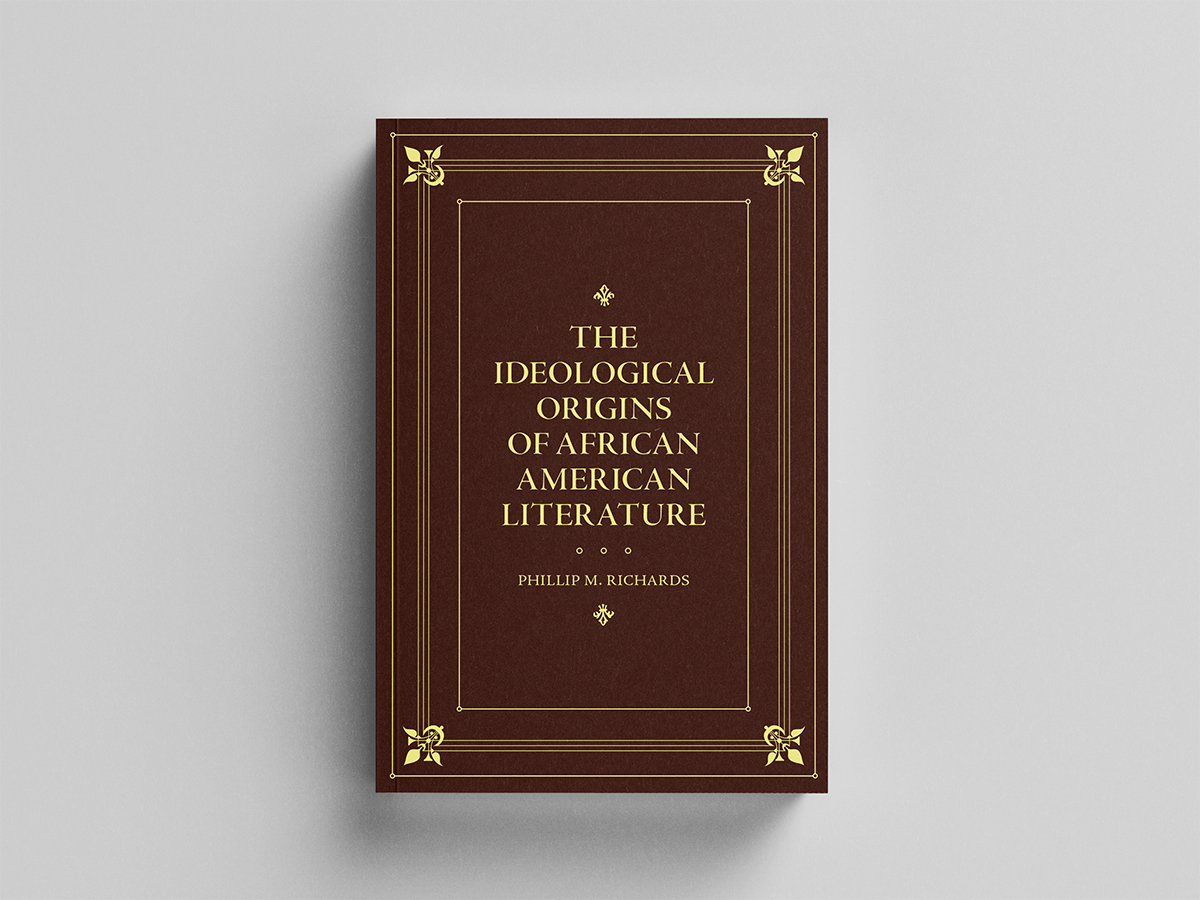 THE
IDEOLOGICAL
ORIGINS
OF AFRICAN
AMERICAN
LITERATURE
PHILLIP M. RICHARDS